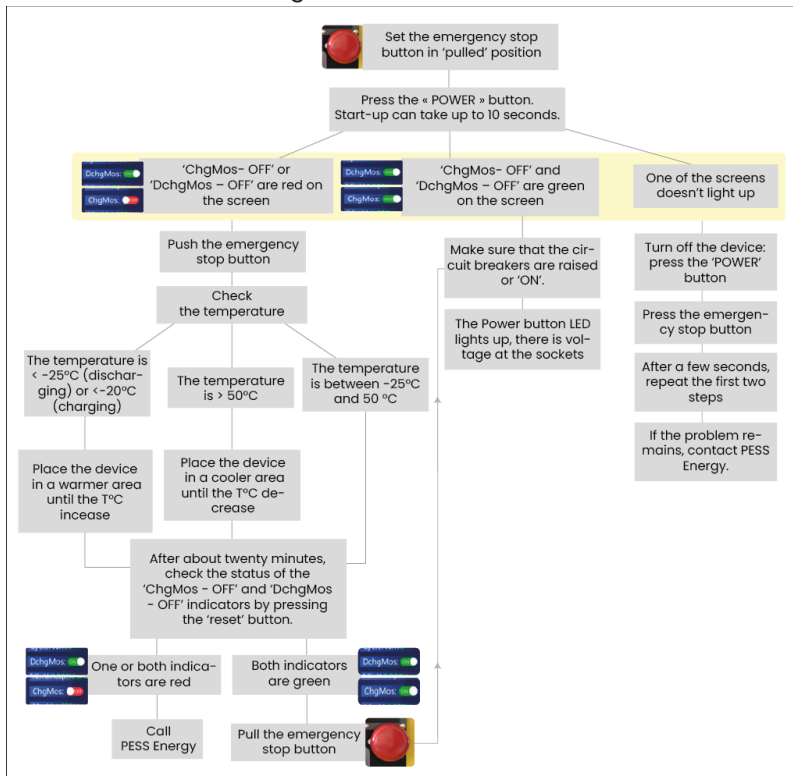 Set the emergency stop
button in ‘pulled’ position
Press the « POWER » button.
Start-up can take up to 10 seconds.
DchgMos:
ChgMos:
‘ChgMos- OFF’ or
‘DchgMos – OFF’ are red on
the screen
DchgMos:
ChgMos:
‘ChgMos- OFF’ and
‘DchgMos – OFF’ are green
on the screen
One of the screens
doesn’t light up
Push the emergency
stop button
Check
the temperature
The temperature is
< -25°C (dischar-
ging) or <-20°C
(charging)
The temperature
is > 50°C
The temperature
is between -25°C
and 50 °C
Place the device
in a warmer area
until the T°C
incease
Place the device
in a cooler area
until the T°C de-
crease
After about twenty minutes,
check the status of the
‘ChgMos - OFF’ and ‘DchgMos
- OFF’ indicators by pressing
the ‘reset’ button.
DchgMos:
ChgMos:
One or both indica-
tors are red
Call
PESS Energy
Both indicators
are green
DchgMos:
ChgMos:
Pull the emergency
stop button
Make sure that the cir-
cuit breakers are raised
or ‘ON’.
The Power button LED
lights up, there is vol-
tage at the sockets
Turn off the device:
press the ‘POWER’
button
Press the emergen-
cy stop button
After a few seconds,
repeat the first two
steps
If the problem re-
mains, contact PESS
Energy.